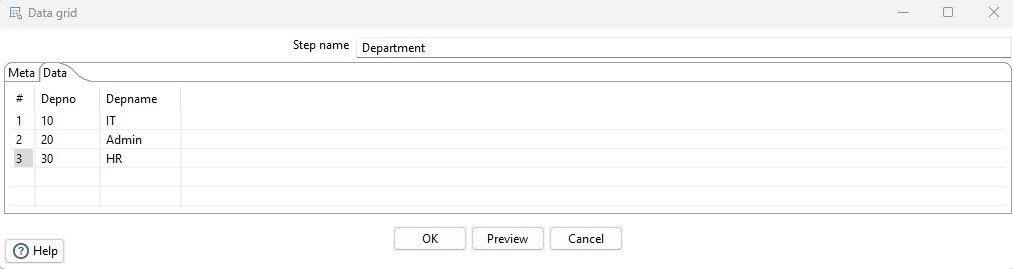 Data grid
Step name Department
Meta Data
# Depno Depname
1 10 IT
2 20 Admin
3 30 HR
OK Preview Cancel
? Help